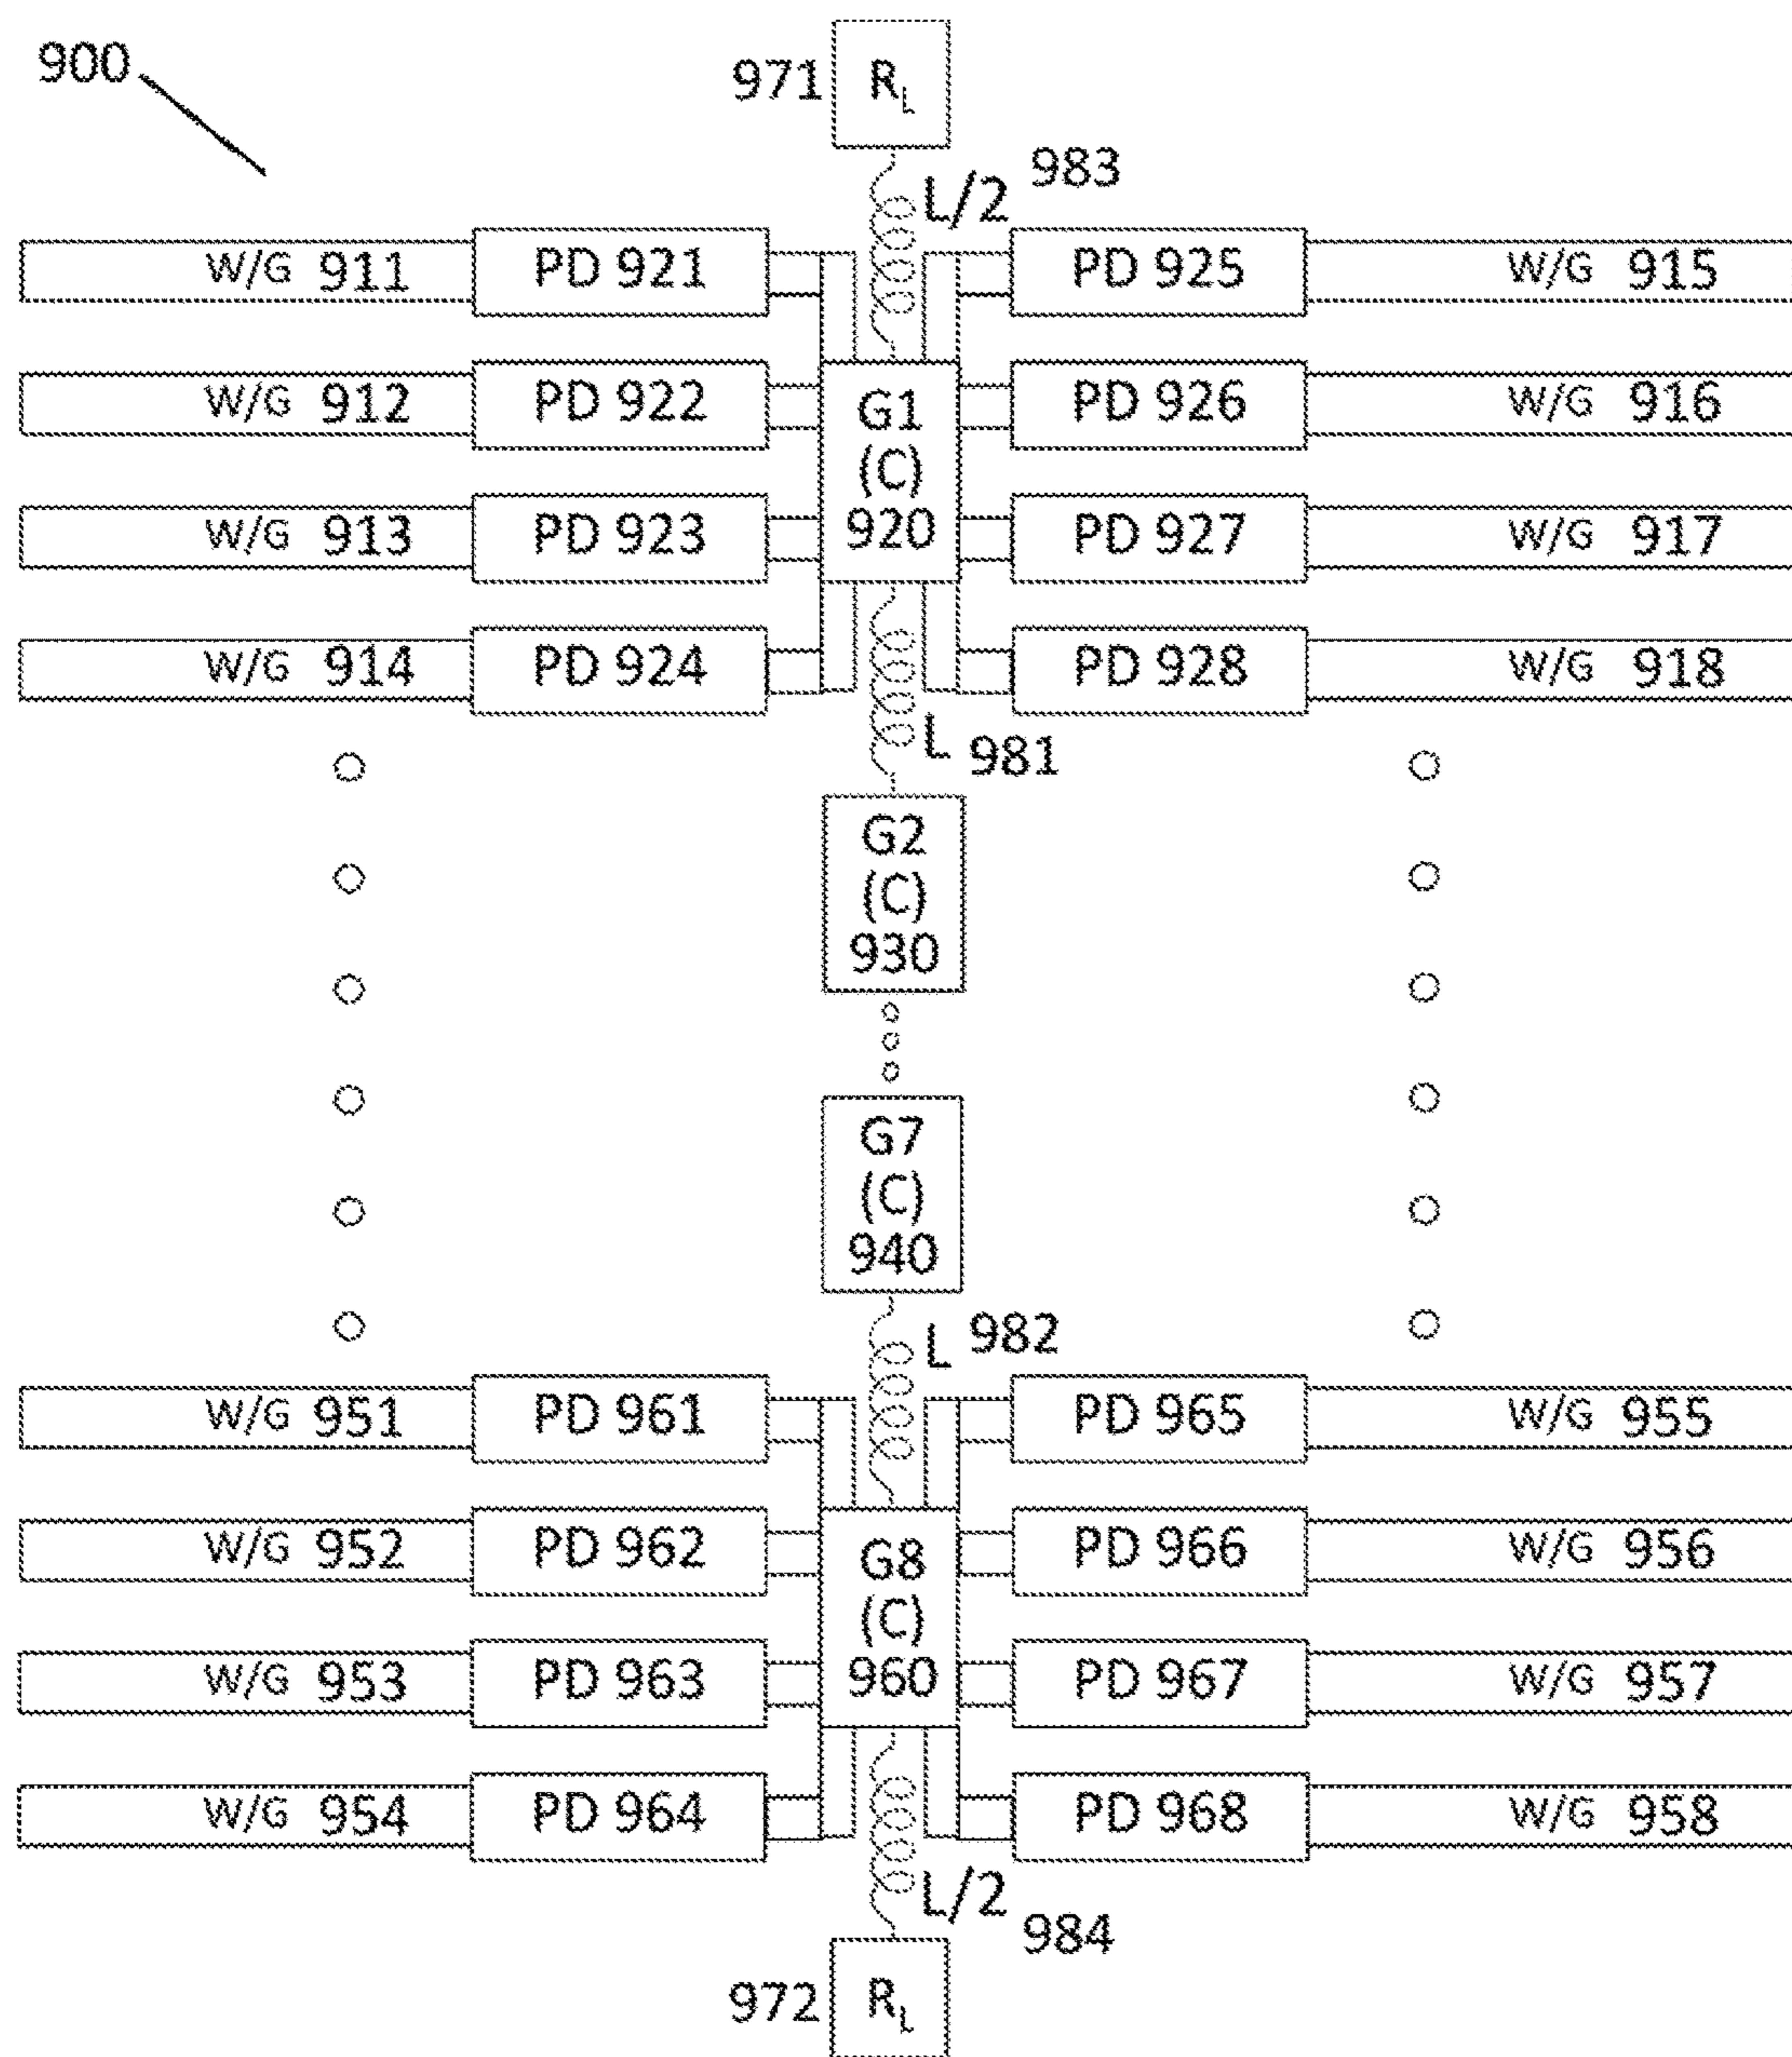 900
971 R_L
L/2 983
W/G 911 PD 921 PD 925 W/G 915
W/G 912 PD 922 G1 PD 926 W/G 916
(C)
W/G 913 PD 923 920 PD 927 W/G 917
W/G 914 PD 924 PD 928 W/G 918
L 981
G2
(C)
930
G7
(C)
940
L 982
W/G 951 PD 961 PD 965 W/G 955
W/G 952 PD 962 G8 PD 966 W/G 956
(C)
W/G 953 PD 963 960 PD 967 W/G 957
W/G 954 PD 964 PD 968 W/G 958
L/2 984
972 R_L